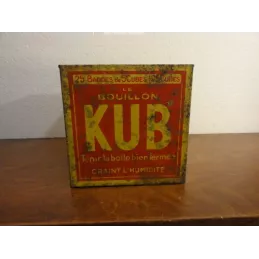 LE
BOUILLON
KUB
Tenir la boîte bien fermée
CRAINT L'HUMIDITÉ